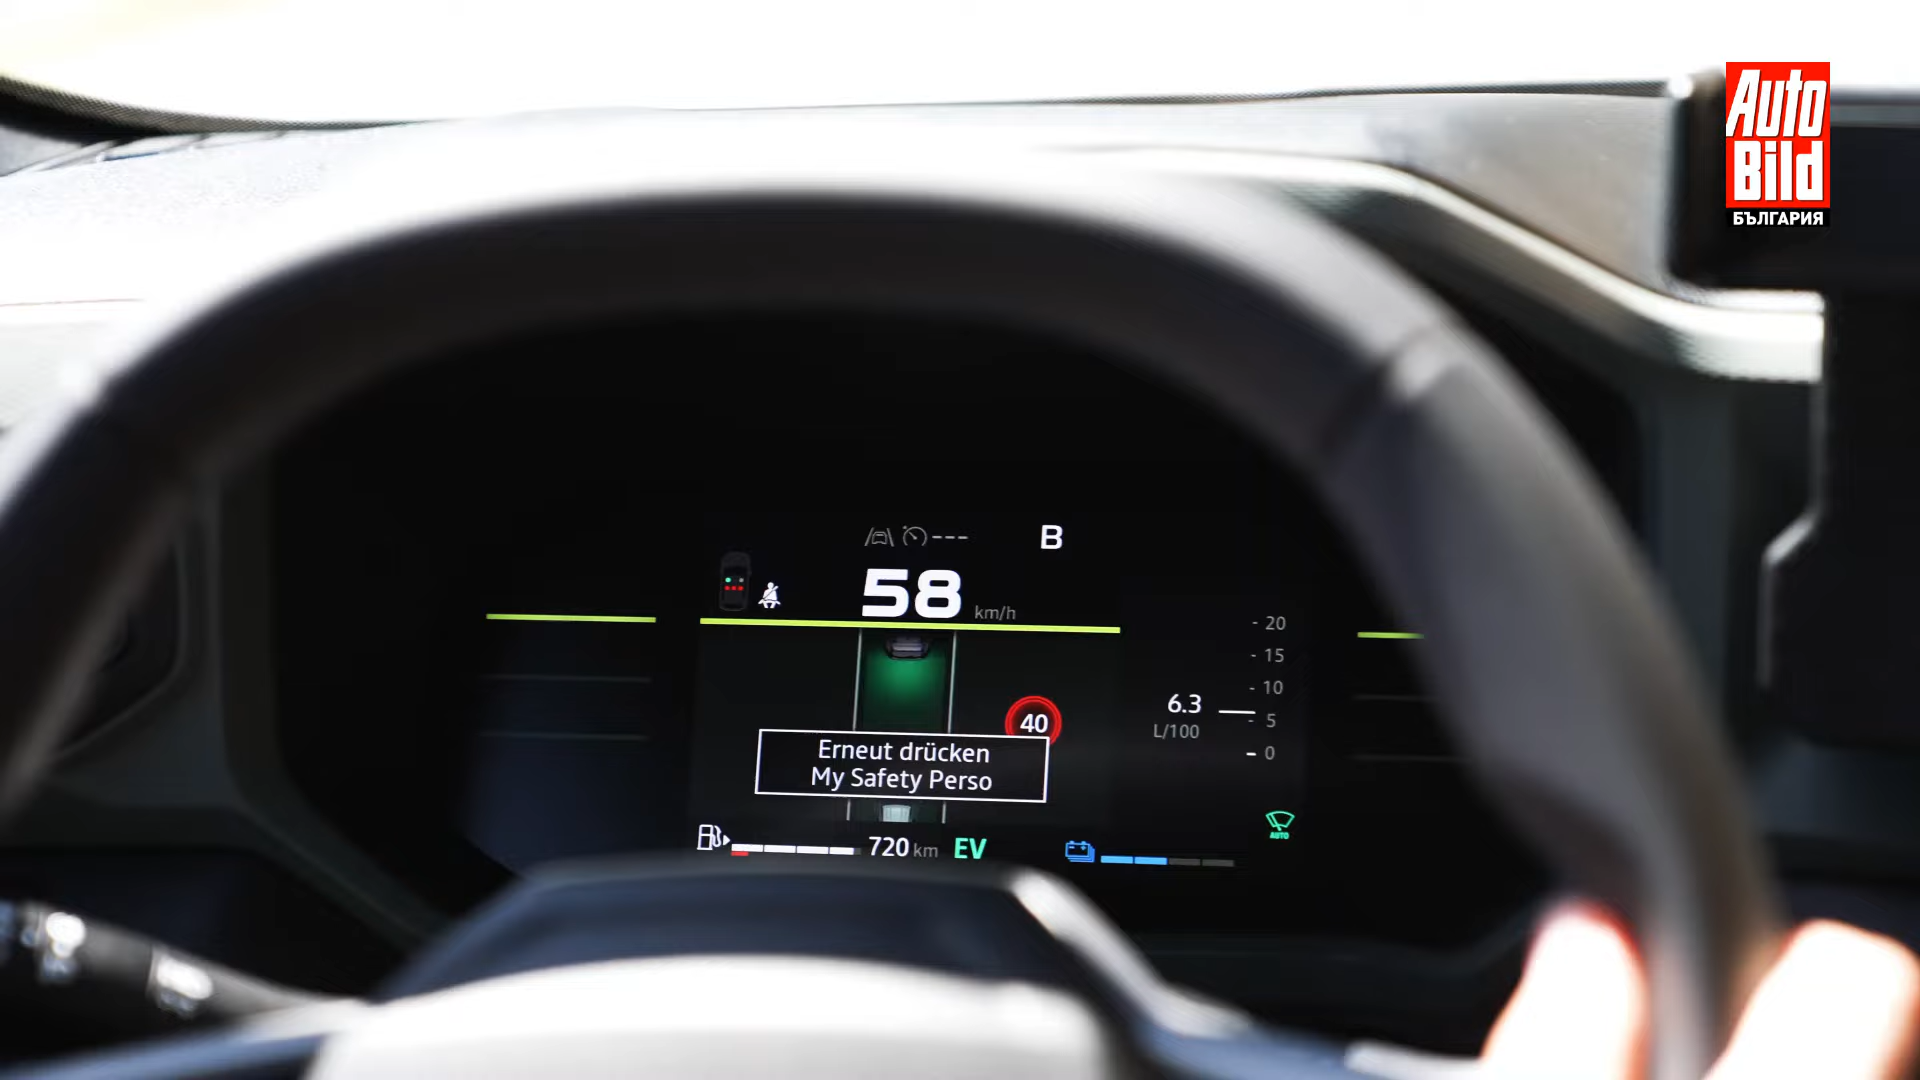 Auto
Bild
БЪЛГАРИЯ
--- B
58 km/h
20
15
10
6.3
5
L/100
0
40
Erneut drücken
My Safety Perso
AUTO
720 km EV